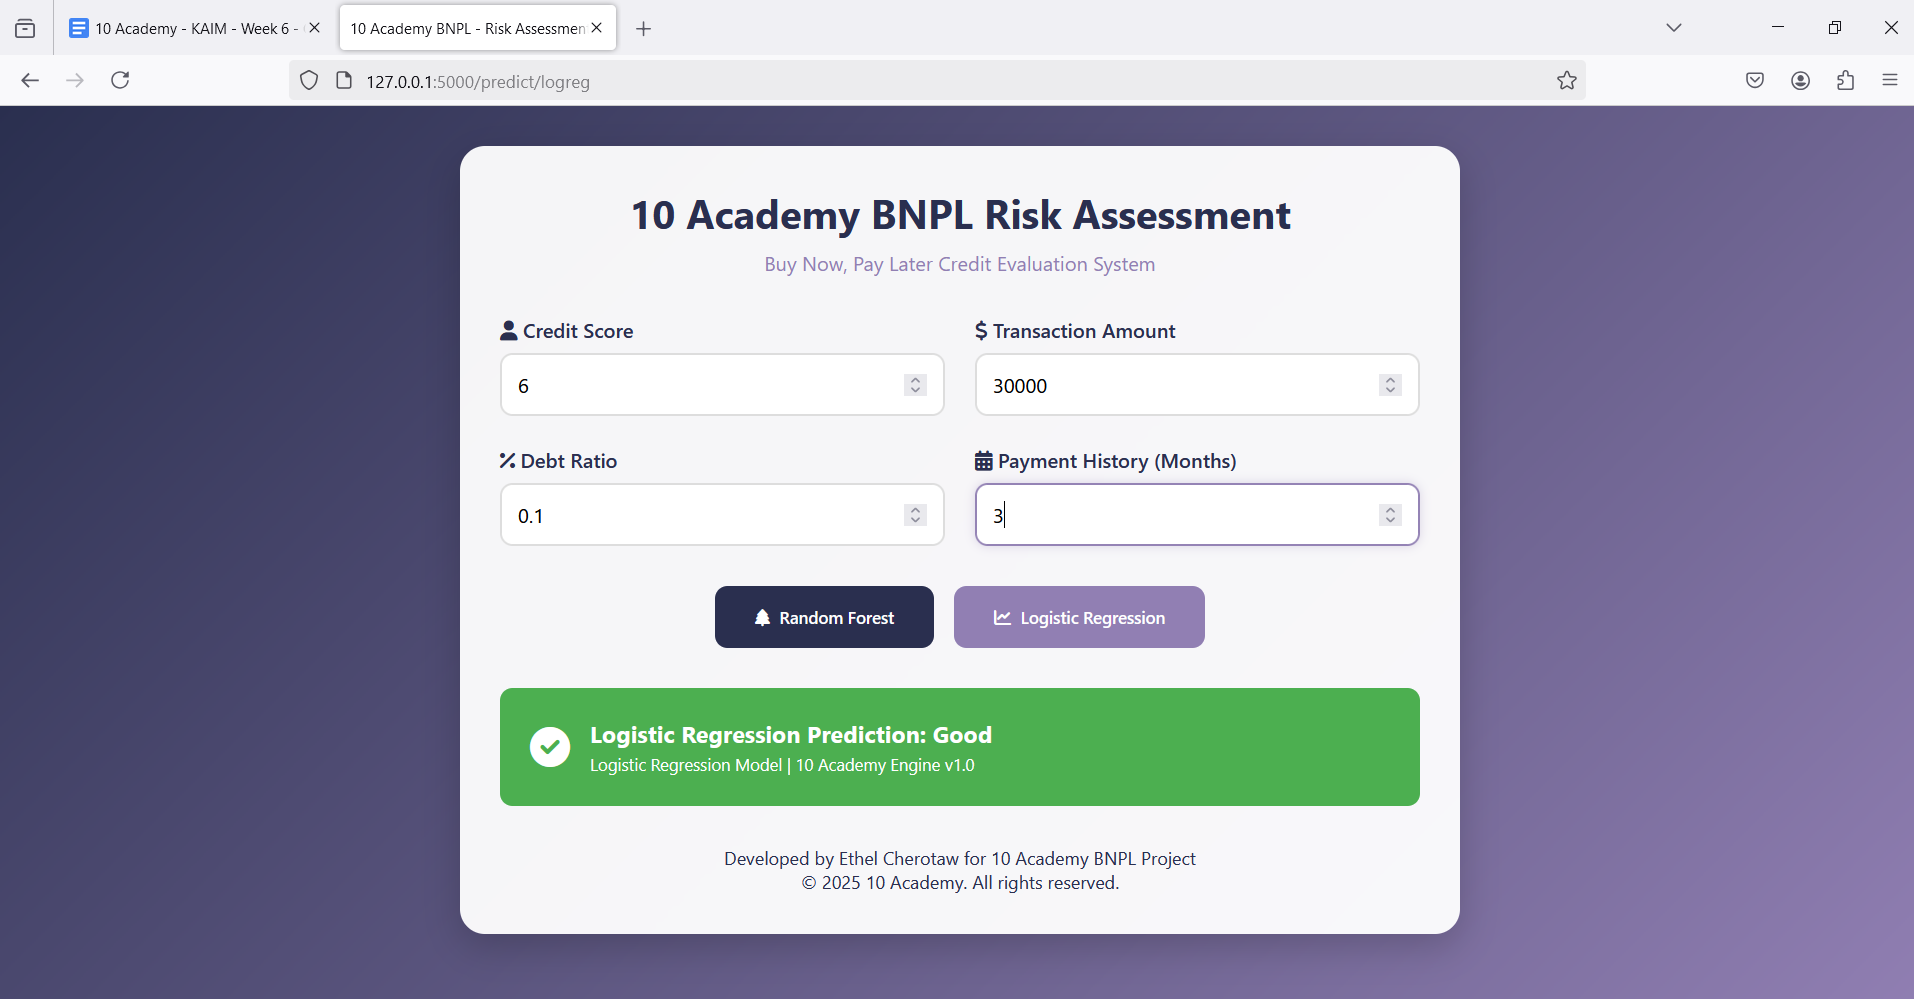 10 Academy - KAIM - Week 6 -
10 Academy BNPL - Risk Assessmen
127.0.0.1:5000/predict/logreg
10 Academy BNPL Risk Assessment
Buy Now, Pay Later Credit Evaluation System
Credit Score
$ Transaction Amount
6
30000
% Debt Ratio
Payment History (Months)
0.1
3
Random Forest
Logistic Regression
Logistic Regression Prediction: Good
Logistic Regression Model | 10 Academy Engine v1.0
Developed by Ethel Cherotaw for 10 Academy BNPL Project
© 2025 10 Academy. All rights reserved.